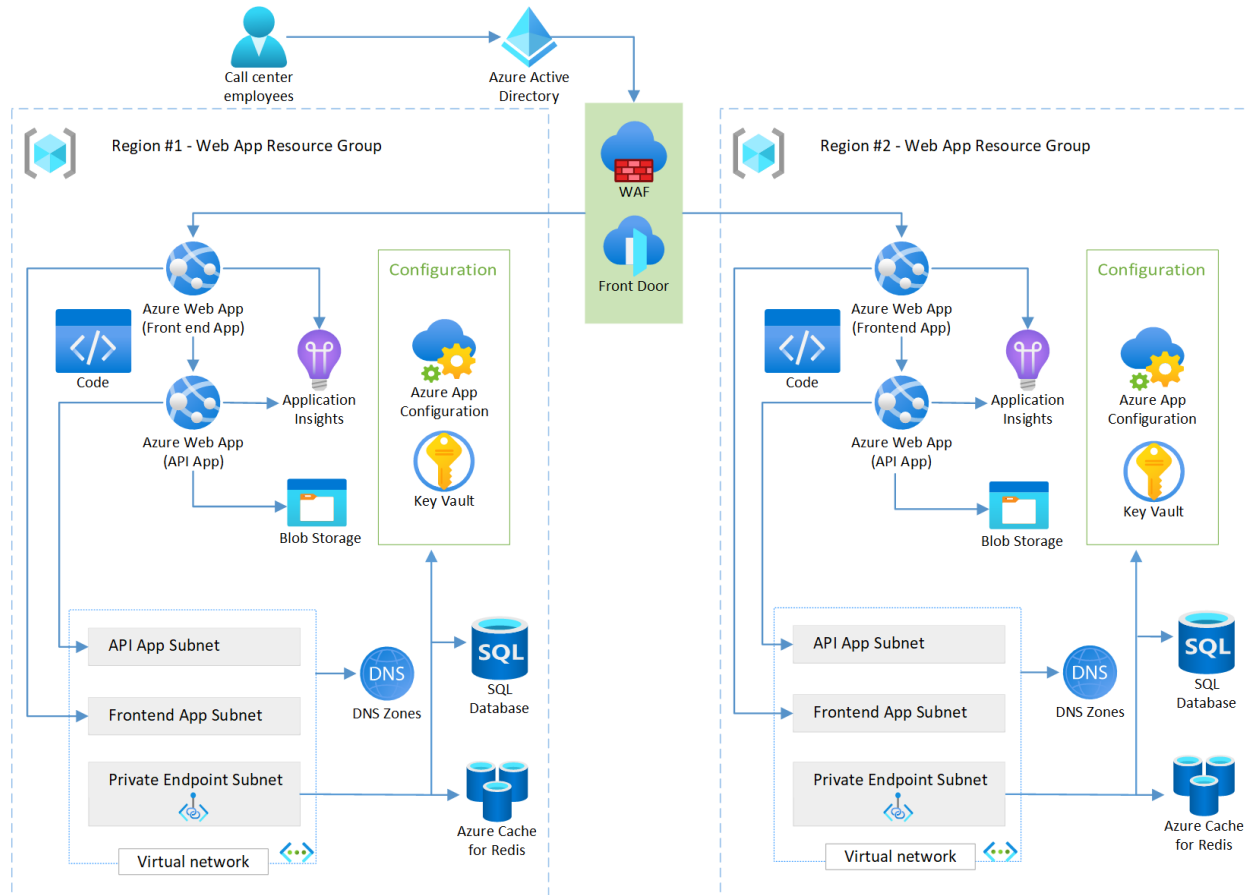 Call center
employees
Azure Active
Directory
WAF
Front Door
Region #1 - Web App Resource Group
Azure Web App
(Front end App)
Code
Application
Insights
Azure Web App
(API App)
Blob Storage
Configuration
Azure App
Configuration
Key Vault
API App Subnet
Frontend App Subnet
Private Endpoint Subnet
Virtual network
DNS
DNS Zones
SQL
SQL
Database
Azure Cache
for Redis
Region #2 - Web App Resource Group
Azure Web App
(Frontend App)
Code
Application
Insights
Azure Web App
(API App)
Blob Storage
Configuration
Azure App
Configuration
Key Vault
API App Subnet
Frontend App Subnet
Private Endpoint Subnet
Virtual network
DNS
DNS Zones
SQL
SQL
Database
Azure Cache
for Redis